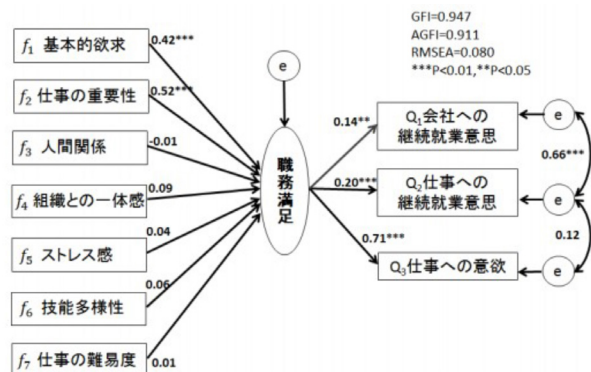 GFI=0.947
AGFI=0.911
RMSEA=0.080
***P<0.01,**P<0.05
f₁ 基本的欲求
0.42***
f₂ 仕事の重要性
0.52***
f₃ 人間関係
-0.01
f₄ 組織との一体感
0.09
f₅ ストレス感
0.04
f₆ 技能多様性
0.06
f₇ 仕事の難易度
0.01
e
職務満足
0.14**
0.20***
0.71***
Q₁会社への
継続就業意思
Q₂仕事への
継続就業意思
Q₃仕事への意欲
e
0.66***
e
0.12
e